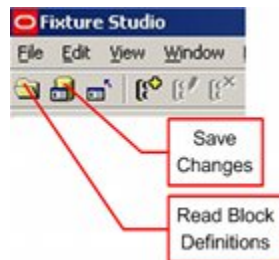 Fixture Studio
File Edit View Window
Save
Changes
Read Block
Definitions